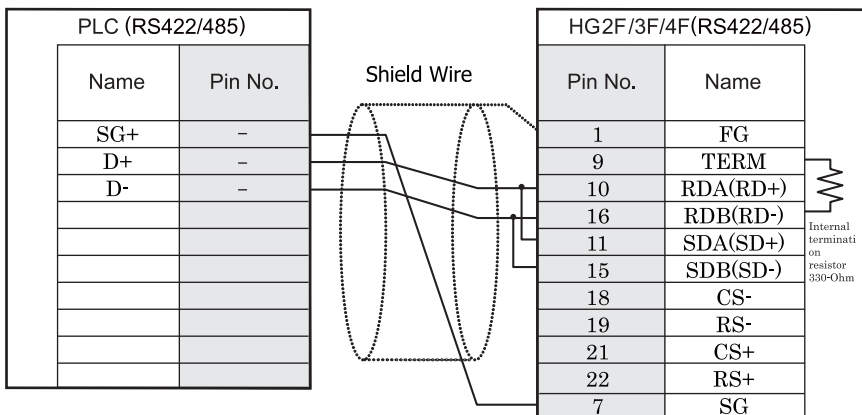 PLC (RS422/485)
Name Pin No.
SG+ –
D+ –
D- –
Shield Wire
HG2F/3F/4F(RS422/485)
Pin No. Name
1 FG
9 TERM
10 RDA(RD+)
16 RDB(RD-)
11 SDA(SD+)
15 SDB(SD-)
18 CS-
19 RS-
21 CS+
22 RS+
7 SG
Internal
terminati
on
resistor
330-Ohm